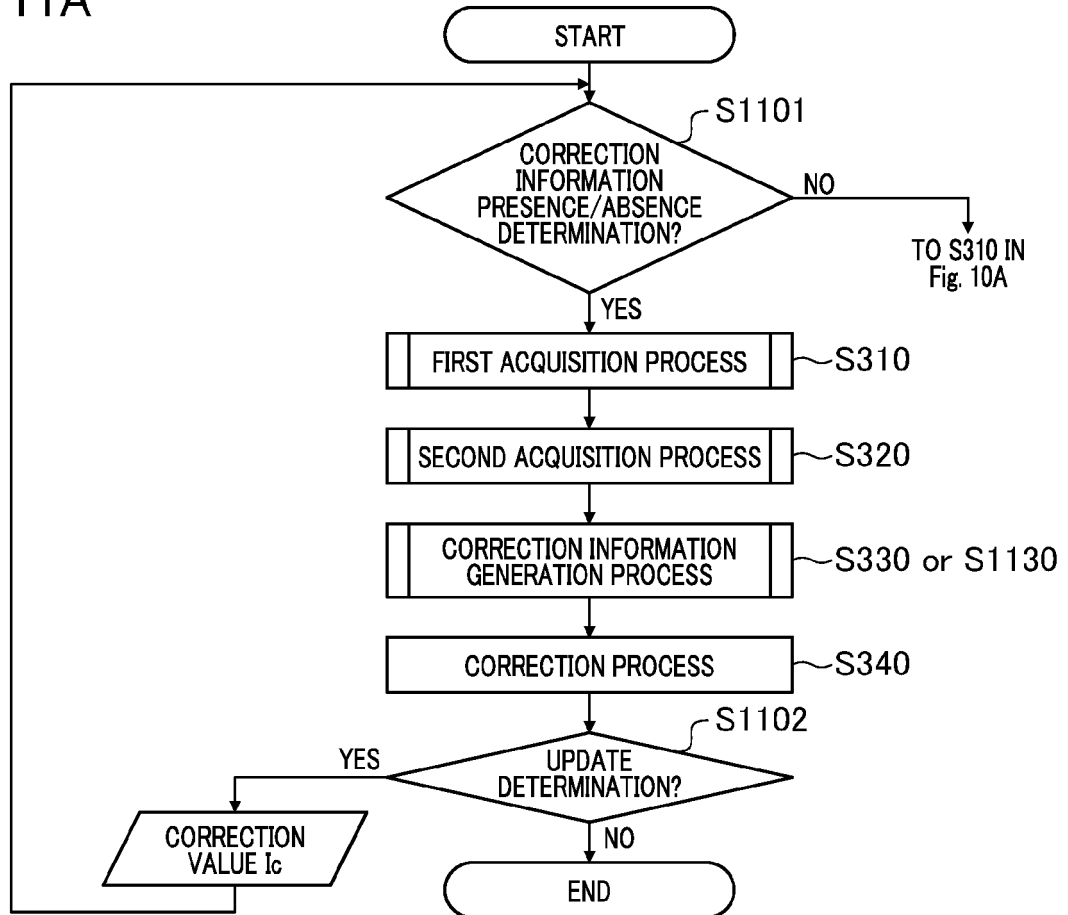 11A
START
S1101
CORRECTION
INFORMATION
PRESENCE/ABSENCE
DETERMINATION?
NO
TO S310 IN
Fig. 10A
YES
FIRST ACQUISITION PROCESS
S310
SECOND ACQUISITION PROCESS
S320
CORRECTION INFORMATION
GENERATION PROCESS
S330 or S1130
CORRECTION PROCESS
S340
S1102
YES
UPDATE
DETERMINATION?
CORRECTION
VALUE Ic
NO
END